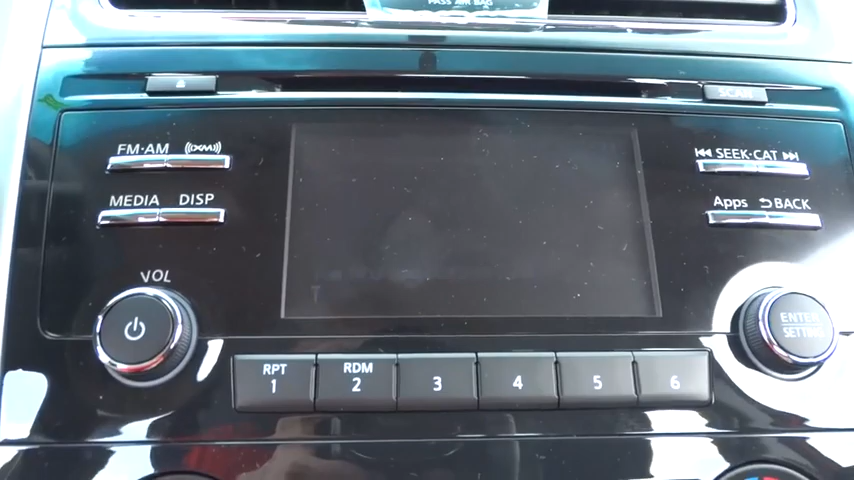 PASS AIR BAG
SCAN
FM·AM XM
SEEK·CAT
MEDIA DISP
Apps BACK
VOL
ENTER
SETTING
RPT
1
RDM
2
3
4
5
6